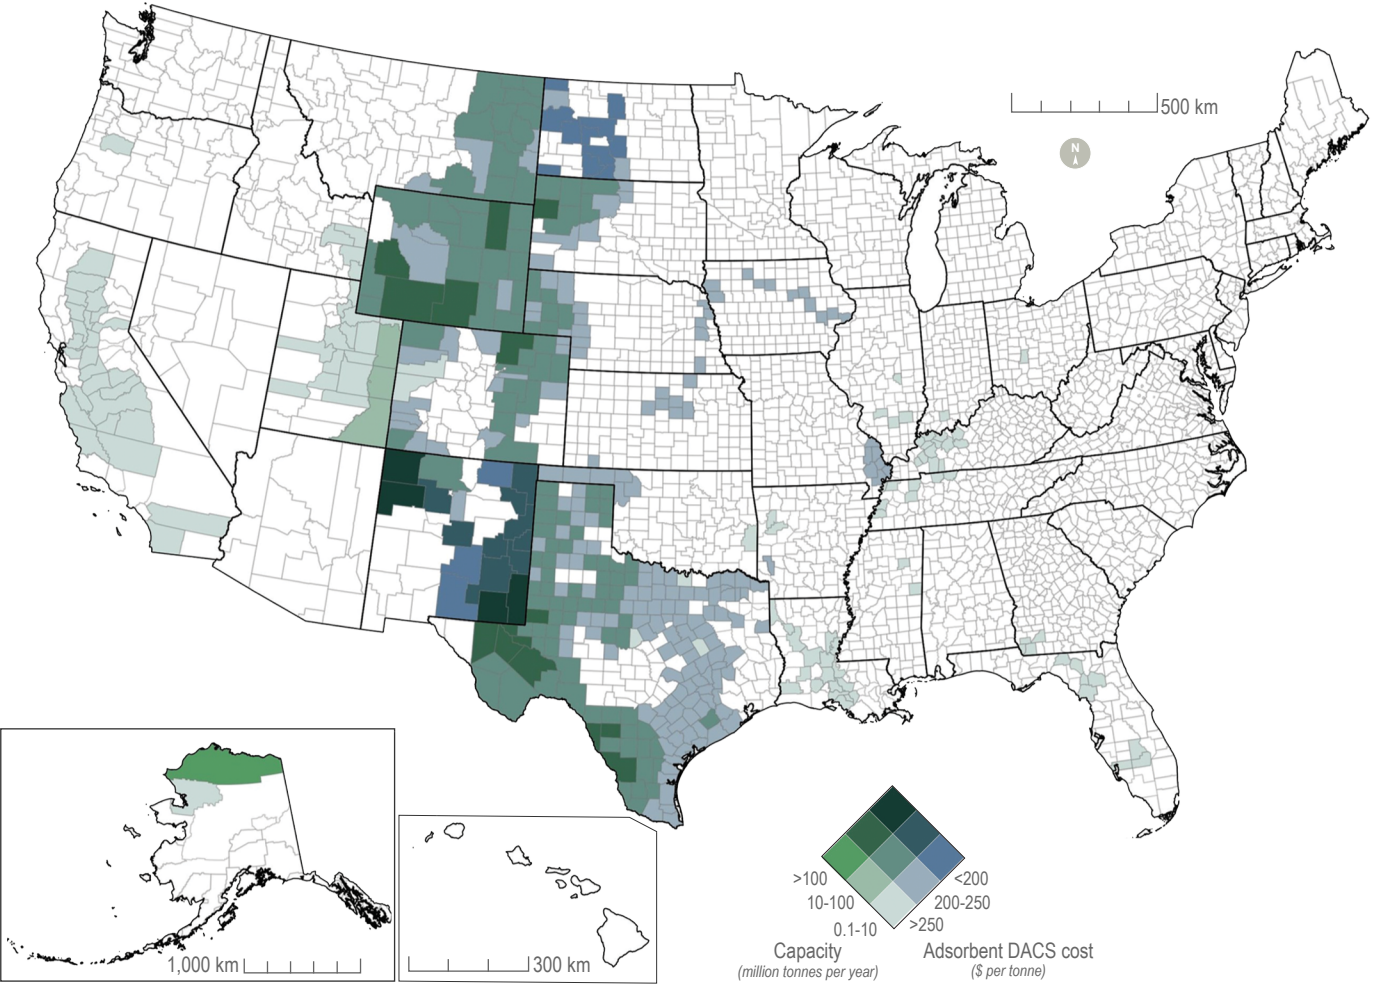 500 km
N
>100
10-100
0.1-10
<200
200-250
>250
Capacity
(million tonnes per year)
Adsorbent DACS cost
($ per tonne)
1,000 km
300 km